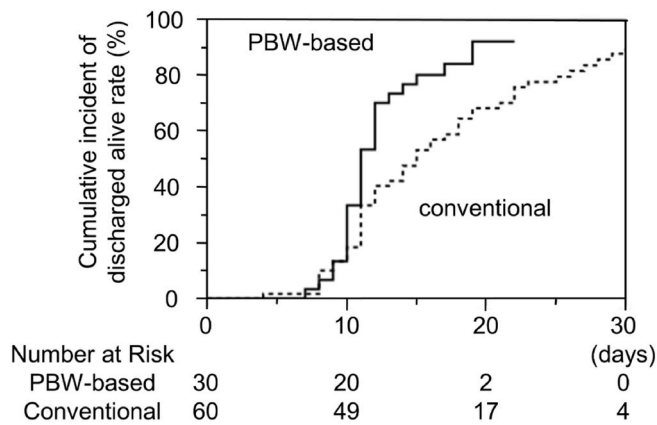 Cumulative incident of
discharged alive rate (%)
100
80
60
40
20
0
PBW-based
conventional
0 10 20 30
(days)
Number at Risk
PBW-based 30 20 2 0
Conventional 60 49 17 4